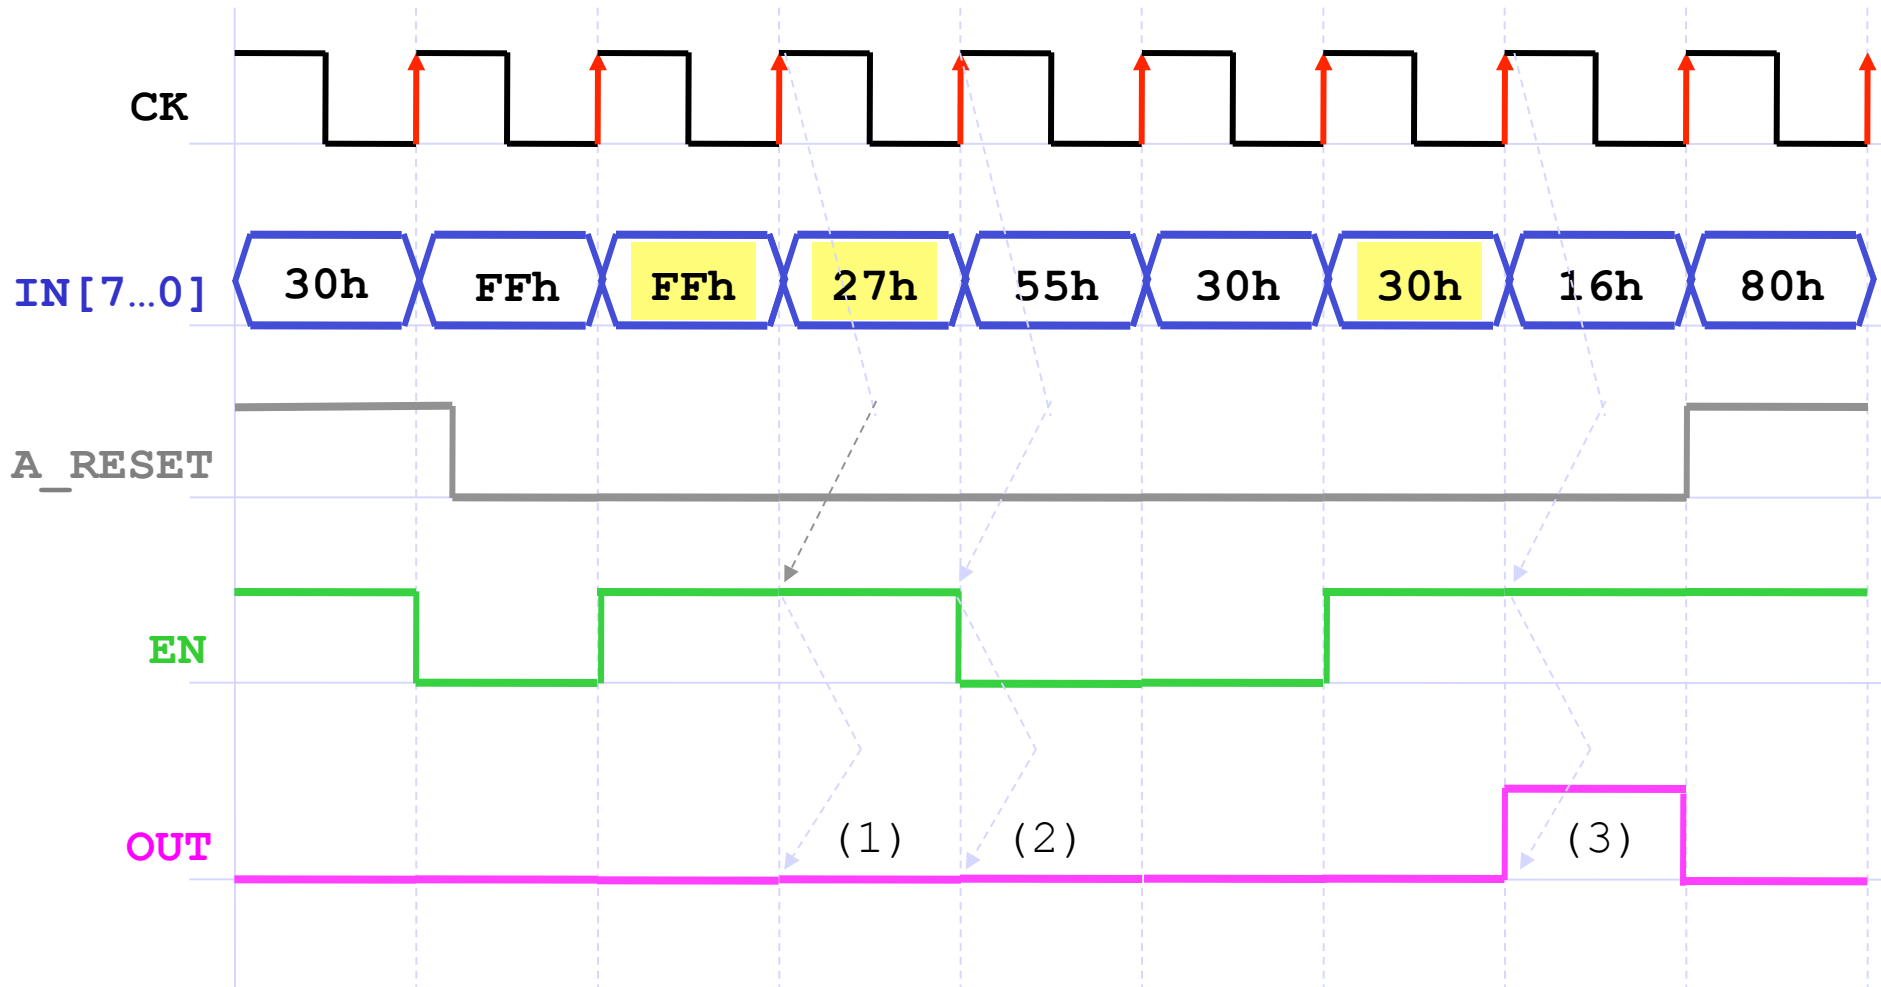 CK
IN[7…0] 30h FFh FFh 27h 55h 30h 30h 16h 80h
A_RESET
EN
OUT (1) (2) (3)